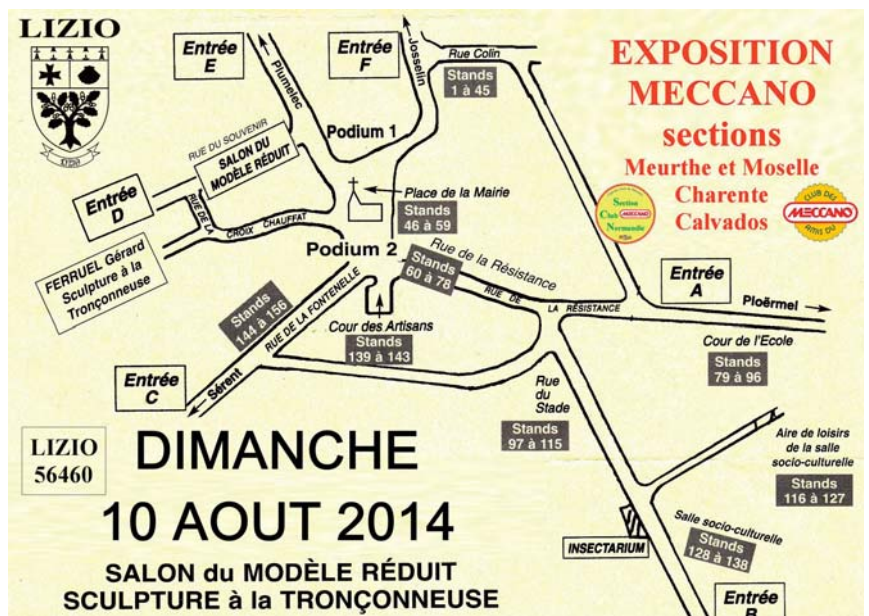 LIZIO
LIZIO
Entrée
E
Plumelec
Entrée
F
Josselin
Rue Colin
Stands
1 à 45
EXPOSITION
MECCANO
sections
Meurthe et Moselle
Charente
Calvados
Section
Club MECCANO
Normandie
CLUB DES
MECCANO
AMIS DU
Podium 1
RUE DU SOUVENIR
SALON DU
MODÈLE RÉDUIT
Entrée
D
RUE DE LA
CROIX CHAUFFAT
Place de la Mairie
Stands
46 à 59
Podium 2
FERRUEL Gérard
Sculpture à la
Tronçonneuse
Rue de la Résistance
Stands
60 à 78
RUE DE LA RÉSISTANCE
Entrée
A
Ploërmel
Stands
144 à 156
RUE DE LA FONTENELLE
Cour des Artisans
Stands
139 à 143
Cour de l'Ecole
Stands
79 à 96
Entrée
C
Sérent
Rue
du
Stade
Stands
97 à 115
Aire de loisirs
de la salle
socio-culturelle
Stands
116 à 127
LIZIO
56460
DIMANCHE
10 AOUT 2014
Salle socio-culturelle
Stands
128 à 138
INSECTARIUM
Entrée
B
SALON du MODÈLE RÉDUIT
SCULPTURE à la TRONÇONNEUSE